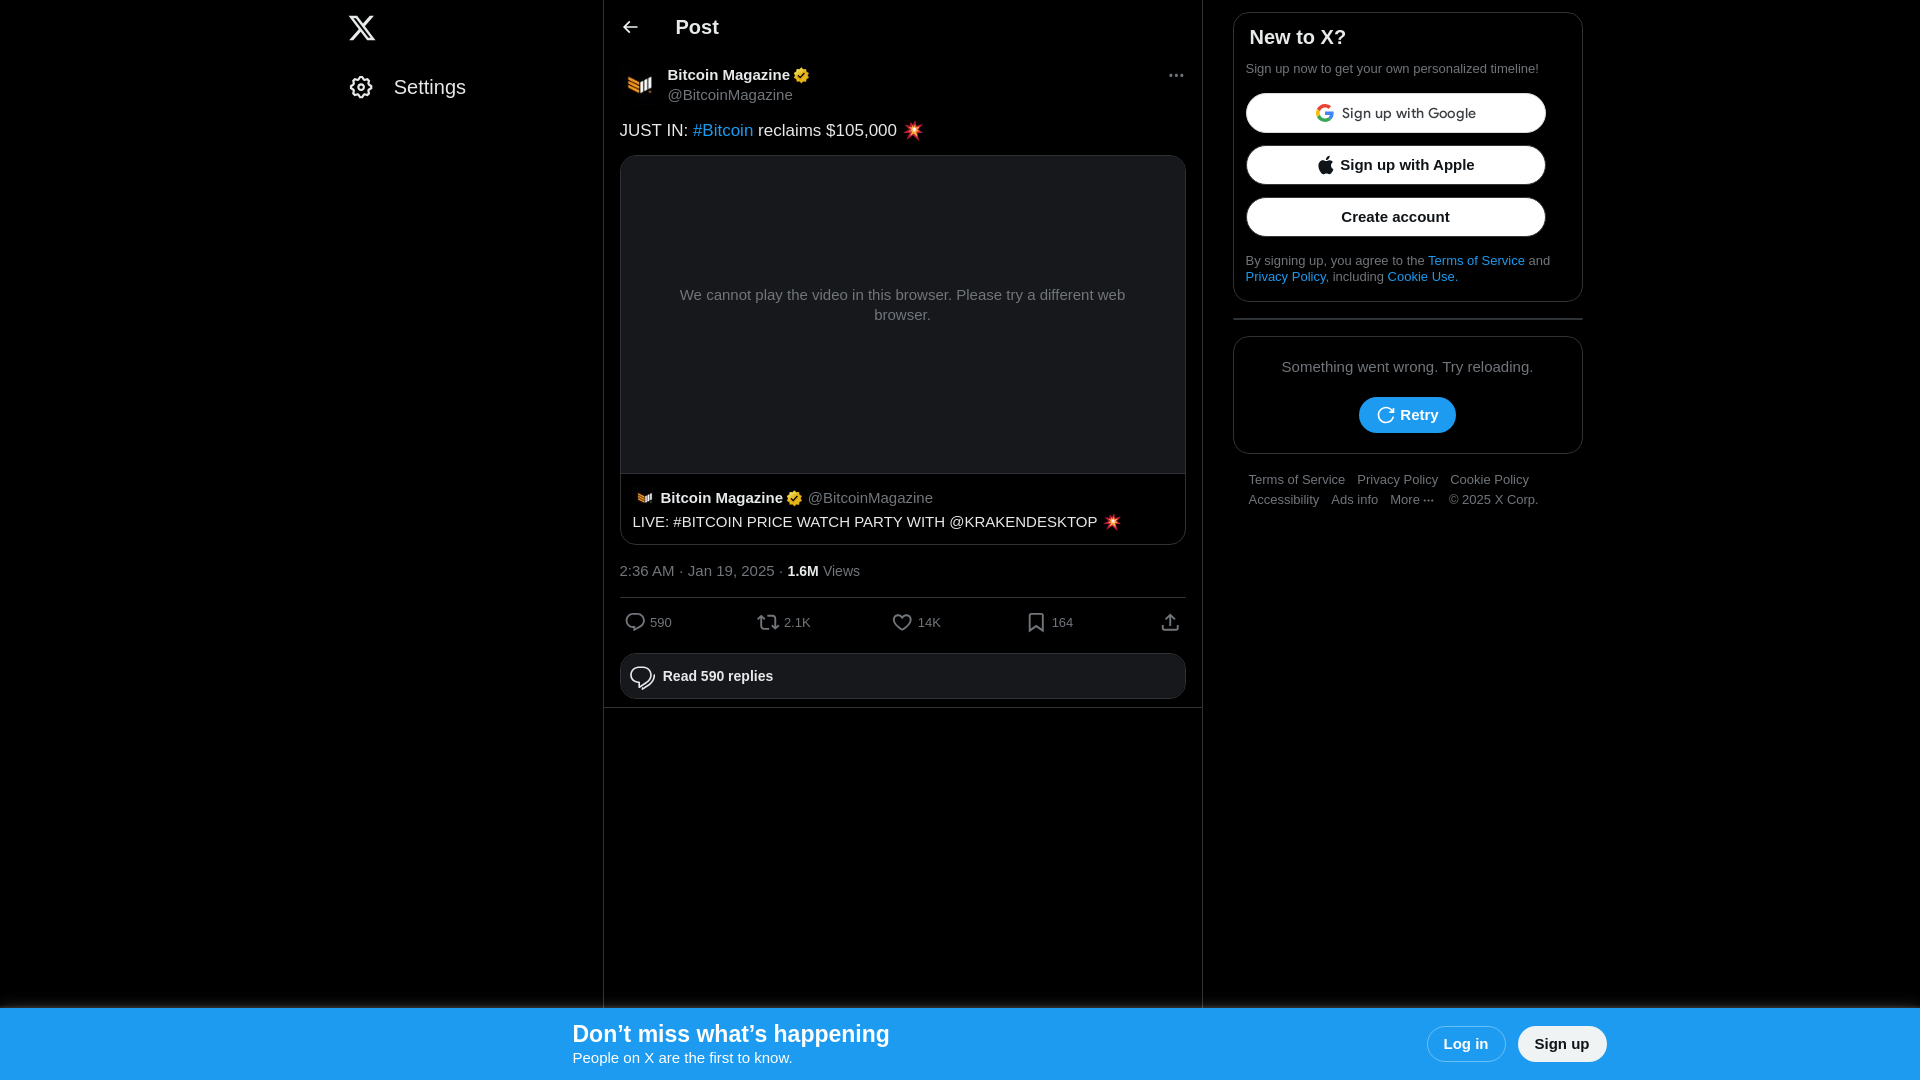 Settings
Post
Bitcoin Magazine
@BitcoinMagazine
JUST IN: #Bitcoin reclaims $105,000 💥
We cannot play the video in this browser. Please try a different web
browser.
Bitcoin Magazine @BitcoinMagazine
LIVE: #BITCOIN PRICE WATCH PARTY WITH @KRAKENDESKTOP 💥
2:36 AM · Jan 19, 2025 · 1.6M Views
590 2.1K 14K 164
Read 590 replies
New to X?
Sign up now to get your own personalized timeline!
Sign up with Google
Sign up with Apple
Create account
By signing up, you agree to the Terms of Service and
Privacy Policy, including Cookie Use.
Something went wrong. Try reloading.
Retry
Terms of Service Privacy Policy Cookie Policy
Accessibility Ads info More ··· © 2025 X Corp.
Don’t miss what’s happening
People on X are the first to know.
Log in
Sign up